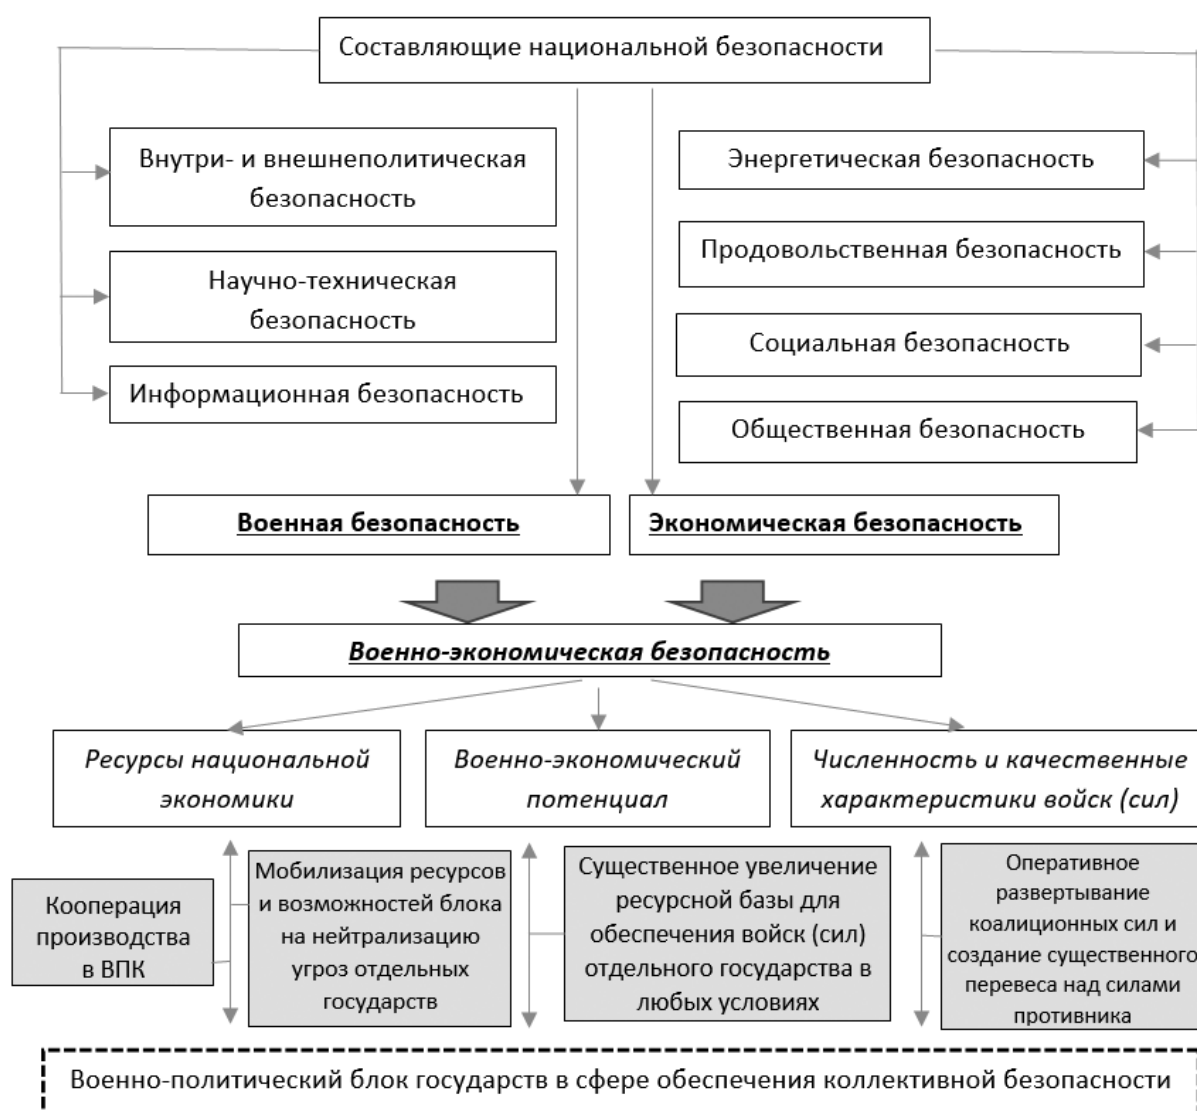 Составляющие национальной безопасности
Внутри- и внешнеполитическая
безопасность
Научно-техническая
безопасность
Информационная безопасность
Энергетическая безопасность
Продовольственная безопасность
Социальная безопасность
Общественная безопасность
Военная безопасность
Экономическая безопасность
Военно-экономическая безопасность
Ресурсы национальной
экономики
Военно-экономический
потенциал
Численность и качественные
характеристики войск (сил)
Кооперация
производства
в ВПК
Мобилизация ресурсов
и возможностей блока
на нейтрализацию
угроз отдельных
государств
Существенное увеличение
ресурсной базы для
обеспечения войск (сил)
отдельного государства в
любых условиях
Оперативное
развертывание
коалиционных сил и
создание существенного
перевеса над силами
противника
Военно-политический блок государств в сфере обеспечения коллективной безопасности